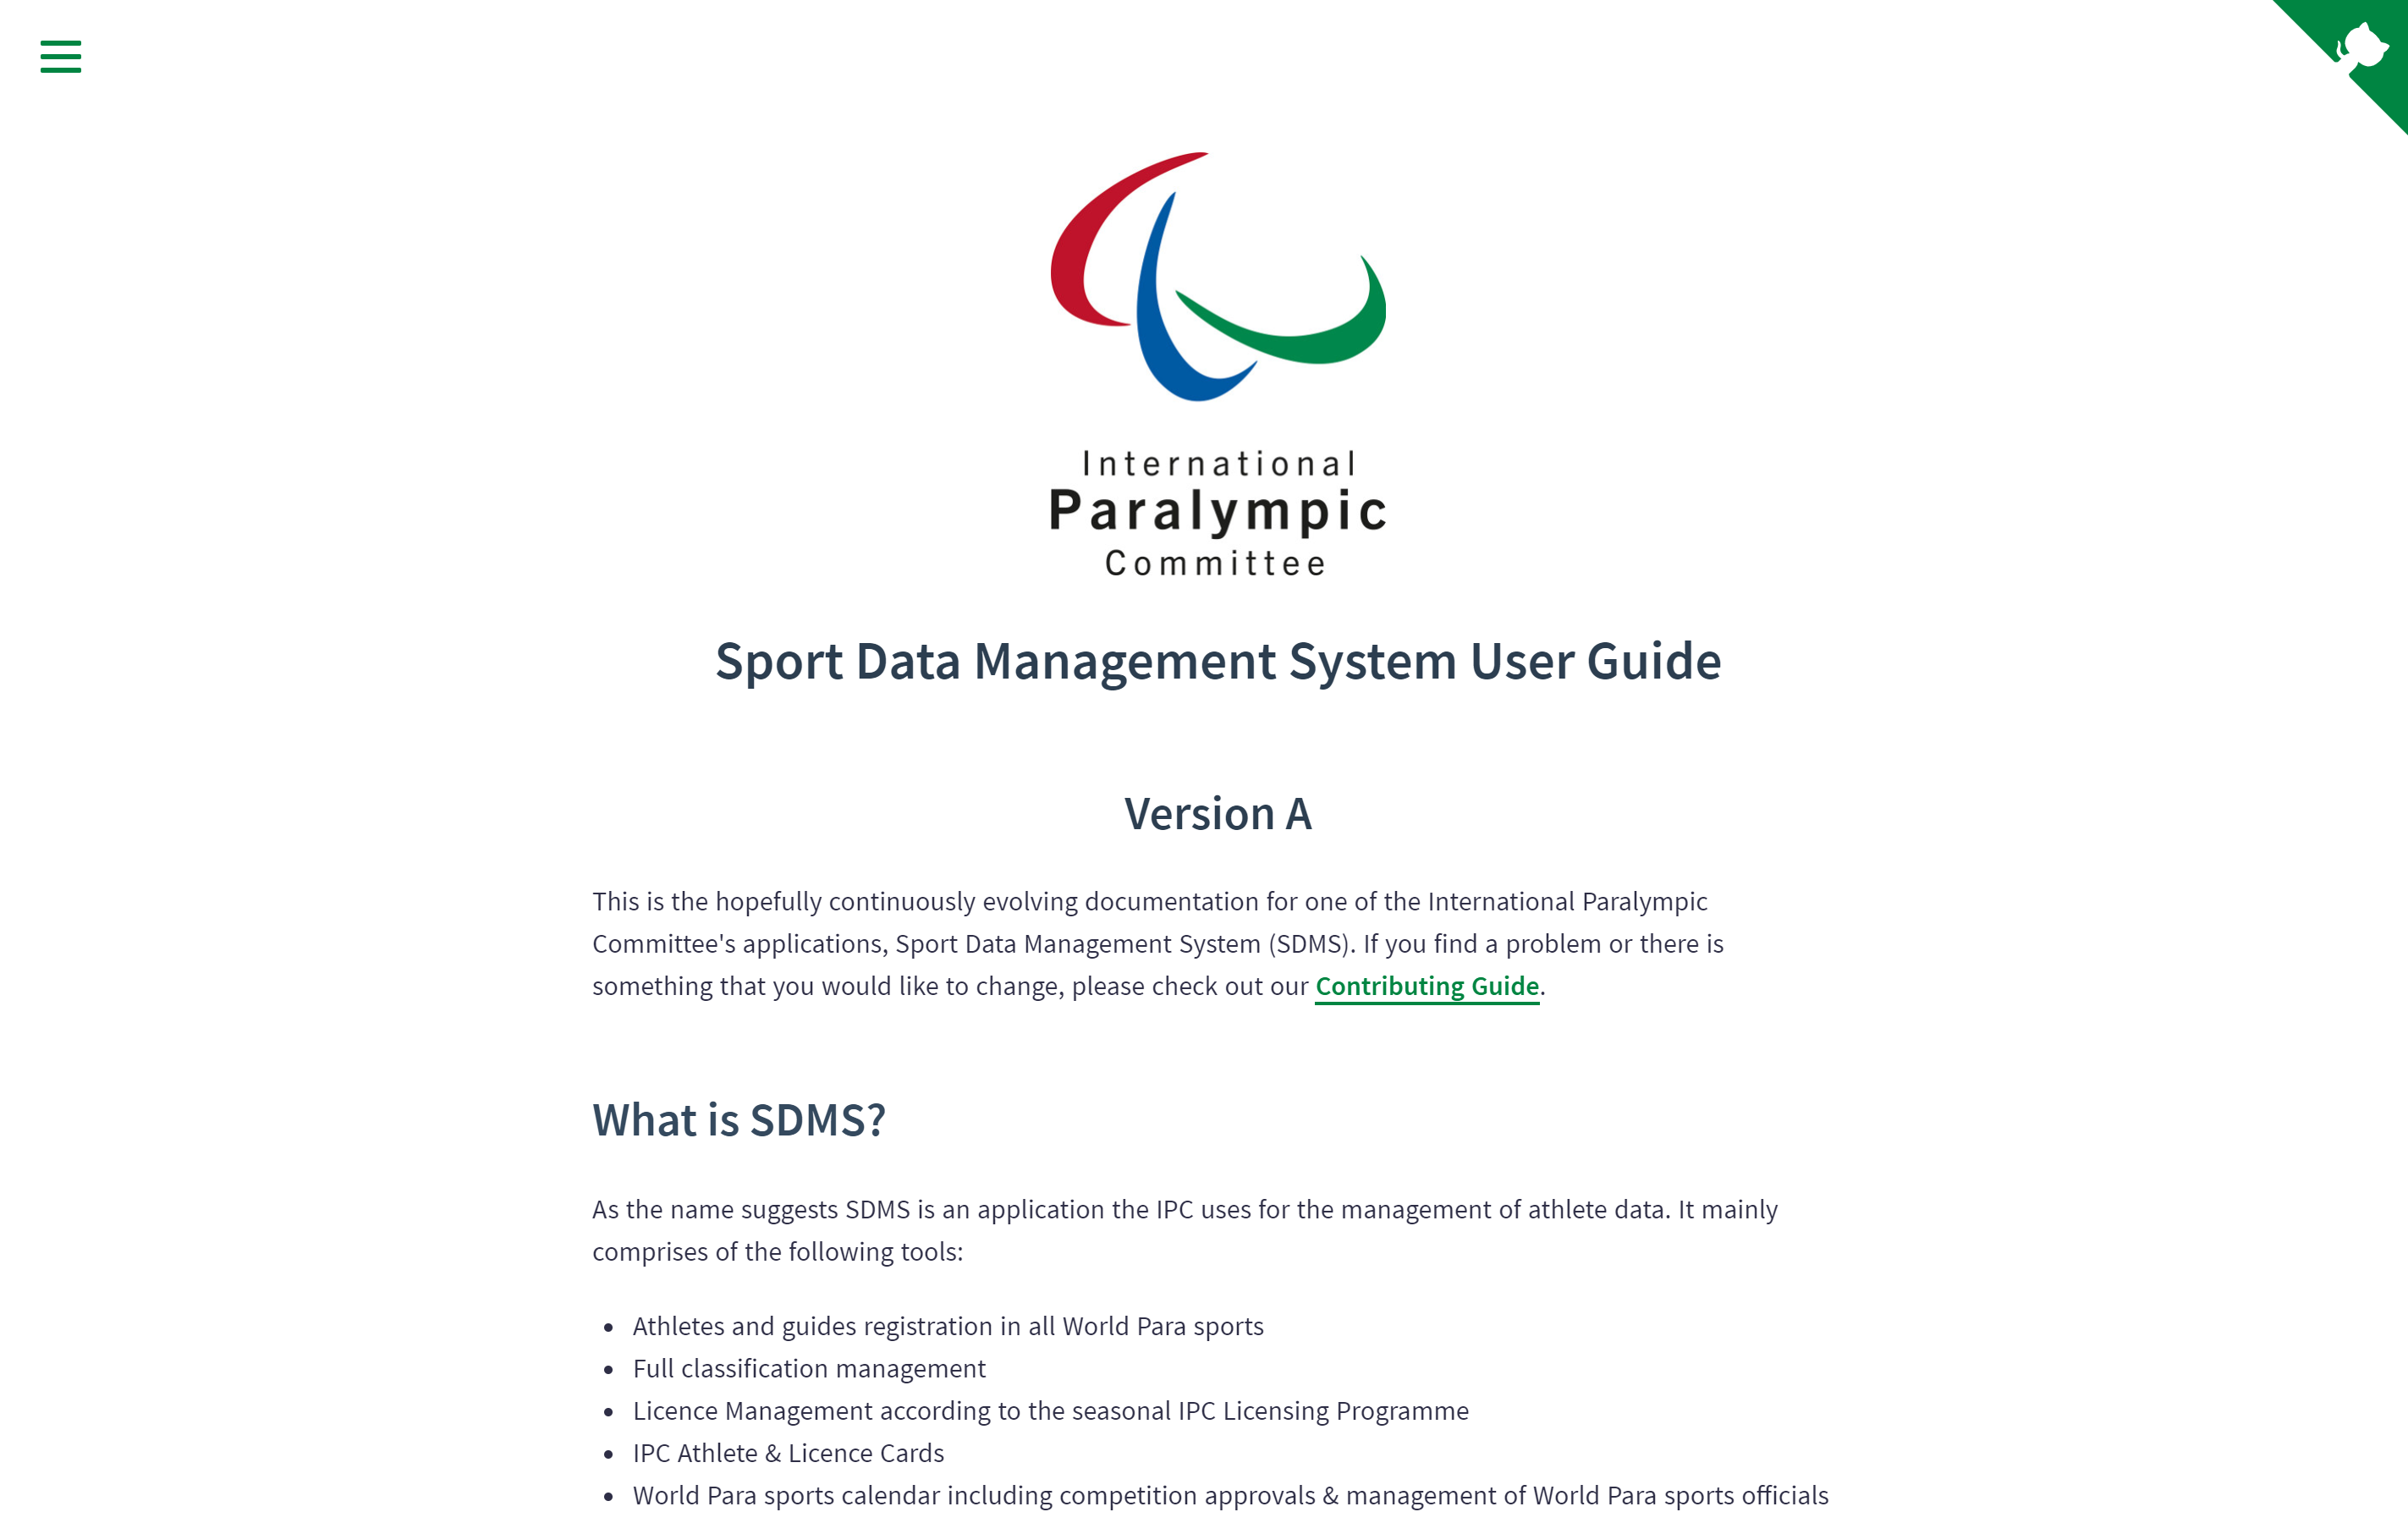 International
Paralympic
Committee
Sport Data Management System User Guide
Version A
This is the hopefully continuously evolving documentation for one of the International Paralympic
Committee's applications, Sport Data Management System (SDMS). If you find a problem or there is
something that you would like to change, please check out our Contributing Guide.
What is SDMS?
As the name suggests SDMS is an application the IPC uses for the management of athlete data. It mainly
comprises of the following tools:
• Athletes and guides registration in all World Para sports
• Full classification management
• Licence Management according to the seasonal IPC Licensing Programme
• IPC Athlete & Licence Cards
• World Para sports calendar including competition approvals & management of World Para sports officials